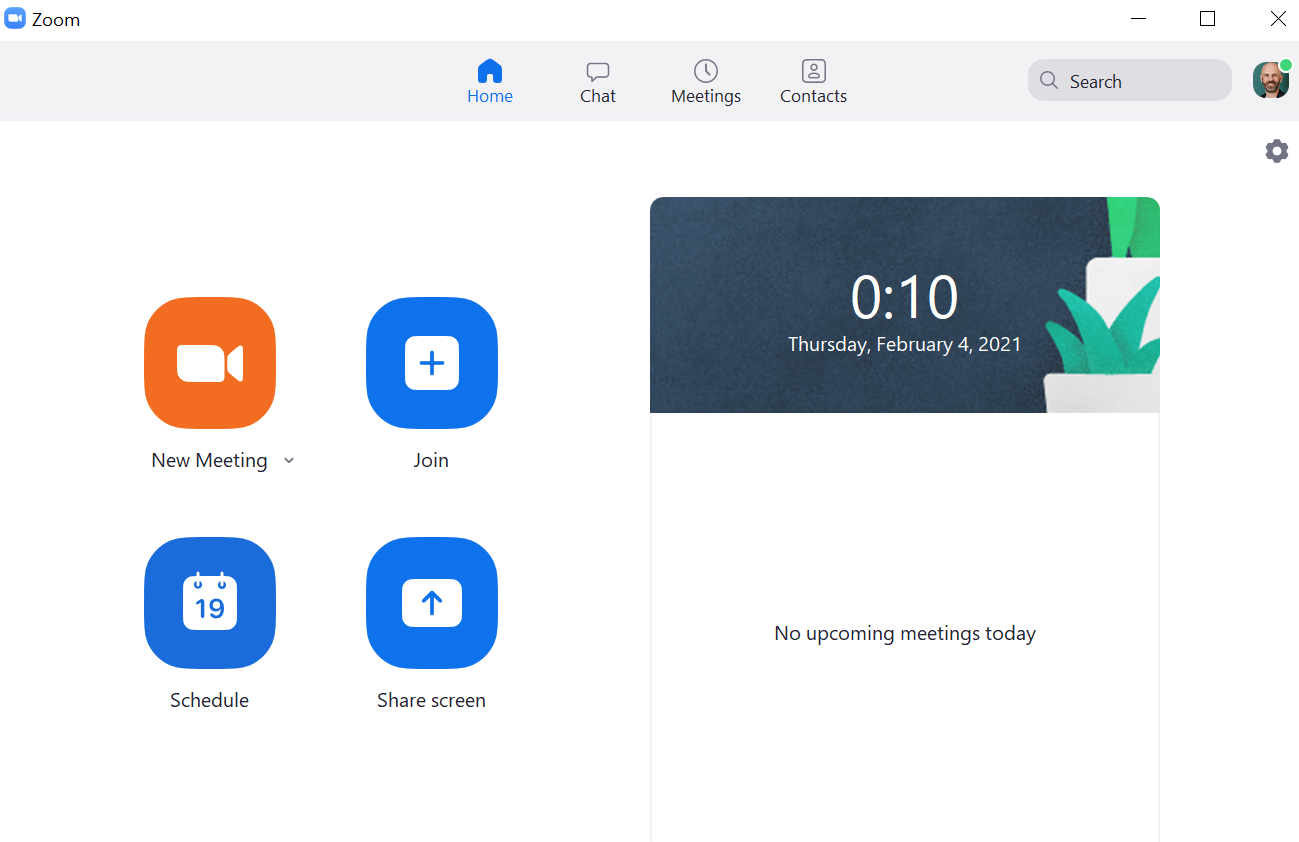 Zoom
Home
Chat
Meetings
Contacts
Search
0:10
Thursday, February 4, 2021
New Meeting
Join
19
Schedule
Share screen
No upcoming meetings today